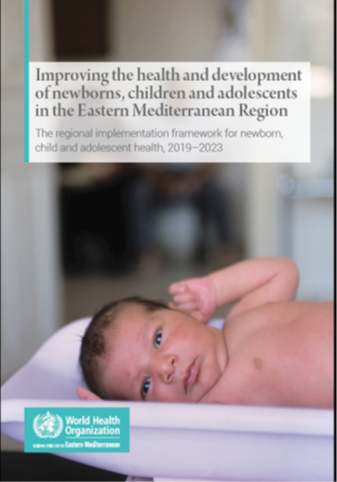 Improving the health and development
of newborns, children and adolescents
in the Eastern Mediterranean Region
The regional implementation framework for newborn,
child and adolescent health, 2019–2023
World Health
Organization
Eastern Mediterranean